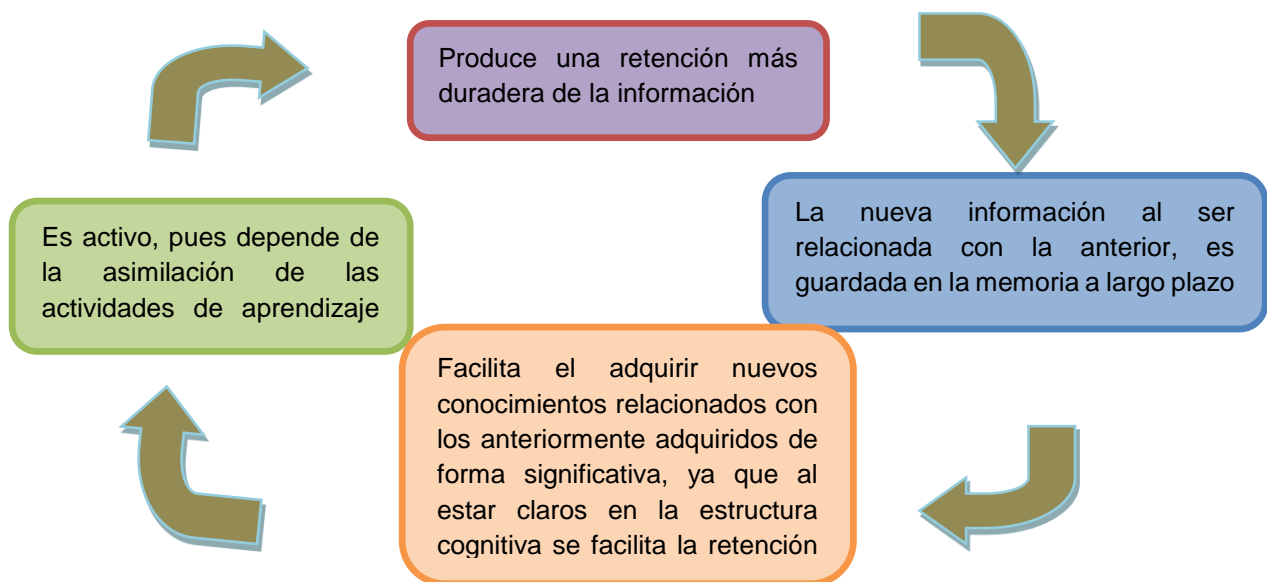 Produce una retención más
duradera de la información
La nueva información al ser
relacionada con la anterior, es
guardada en la memoria a largo plazo
Es activo, pues depende de
la asimilación de las
actividades de aprendizaje
Facilita el adquirir nuevos
conocimientos relacionados con
los anteriormente adquiridos de
forma significativa, ya que al
estar claros en la estructura
cognitiva se facilita la retención